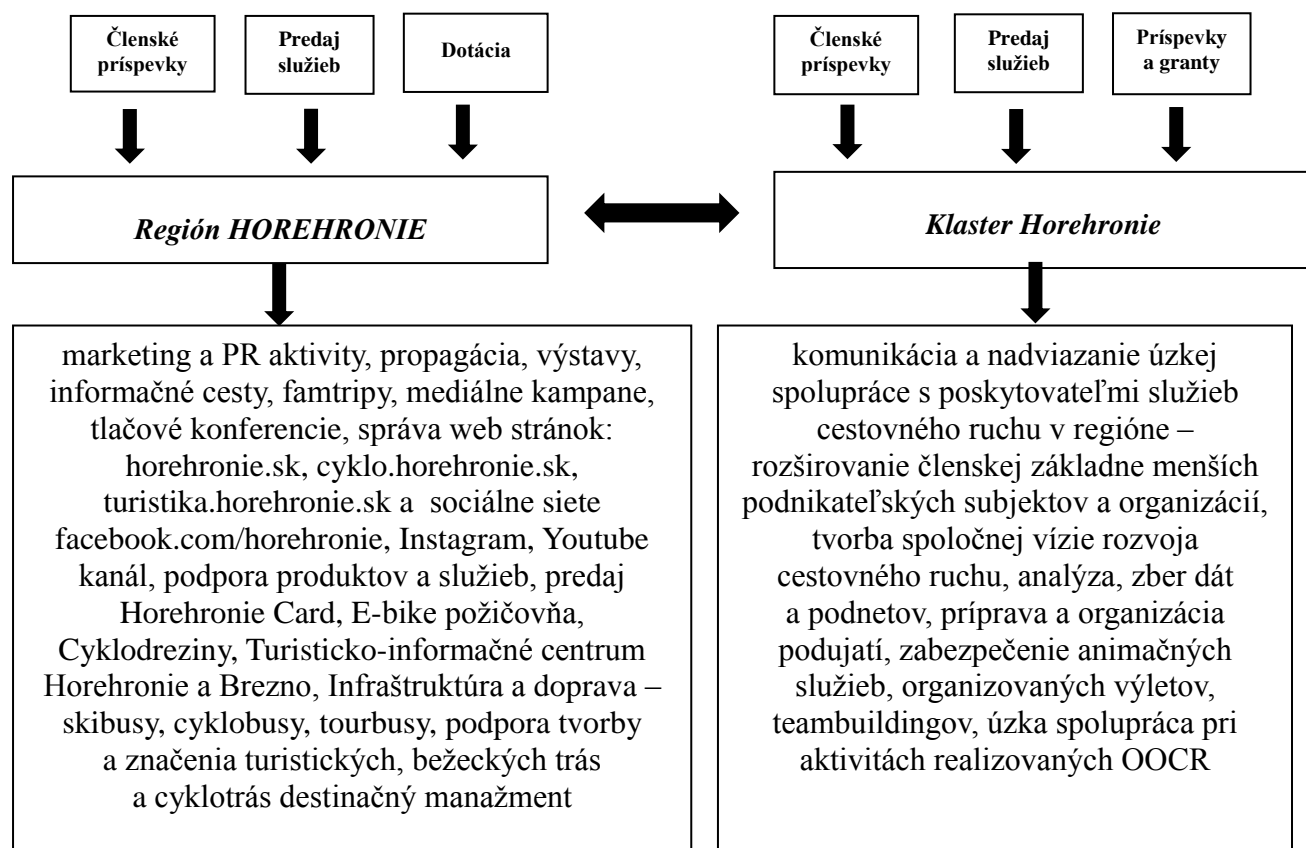 Členské
príspevky
Predaj
služieb
Dotácia
Členské
príspevky
Predaj
služieb
Príspevky
a granty
Región HOREHRONIE
Klaster Horehronie
marketing a PR aktivity, propagácia, výstavy,
informačné cesty, famtripy, mediálne kampane,
tlačové konferencie, správa web stránok:
horehronie.sk, cyklo.horehronie.sk,
turistika.horehronie.sk a sociálne siete
facebook.com/horehronie, Instagram, Youtube
kanál, podpora produktov a služieb, predaj
Horehronie Card, E-bike požičovňa,
Cyklodreziny, Turisticko-informačné centrum
Horehronie a Brezno, Infraštruktúra a doprava –
skibusy, cyklobusy, tourbusy, podpora tvorby
a značenia turistických, bežeckých trás
a cyklotrás destinačný manažment
komunikácia a nadviazanie úzkej
spolupráce s poskytovateľmi služieb
cestovného ruchu v regióne –
rozširovanie členskej základne menších
podnikateľských subjektov a organizácií,
tvorba spoločnej vízie rozvoja
cestovného ruchu, analýza, zber dát
a podnetov, príprava a organizácia
podujatí, zabezpečenie animačných
služieb, organizovaných výletov,
teambuildingov, úzka spolupráca pri
aktivitách realizovaných OOCR